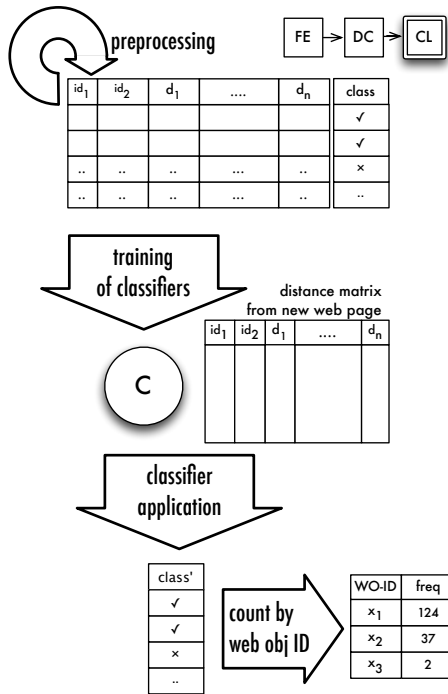 preprocessing
FE DC CL
id1 id2 d1 .... dn class
✓
✓
.. .. .. ... .. ×
.. .. .. ... .. ..
training
of classifiers
distance matrix
from new web page
id1 id2 d1 .... dn
C
classifier
application
class'
✓
✓
×
..
count by
web obj ID
WO-ID freq
x1 124
x2 37
x3 2